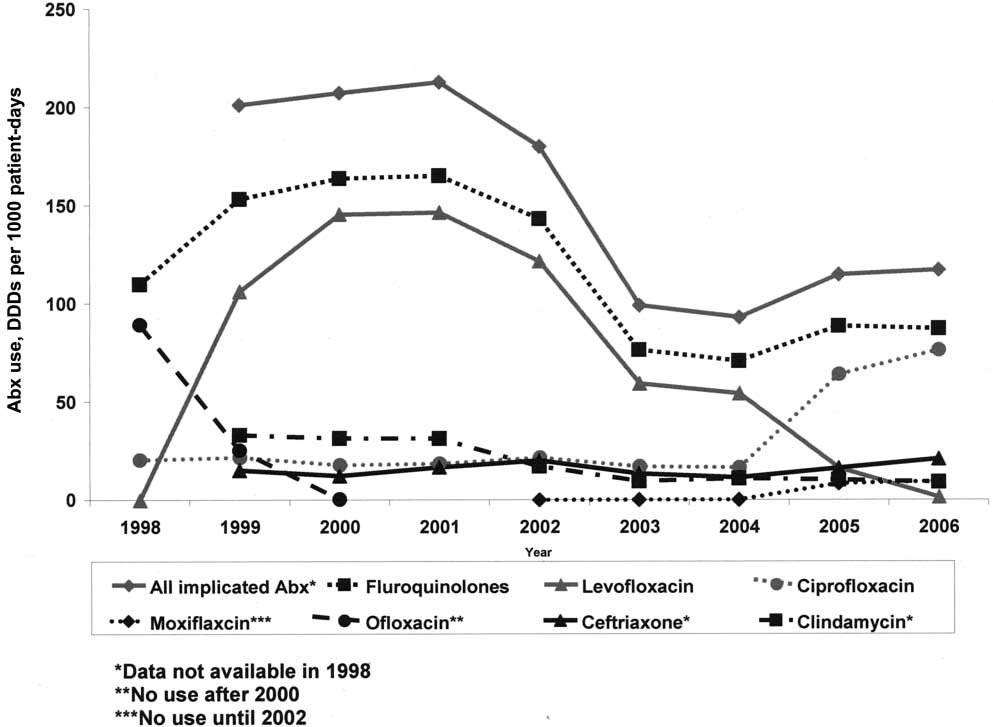 250
200
150
100
50
0
Abx use, DDDs per 1000 patient-days
1998 1999 2000 2001 2002 2003 2004 2005 2006
Year
All implicated Abx* Fluroquinolones Levofloxacin Ciprofloxacin
Moxiflaxcin*** Ofloxacin** Ceftriaxone* Clindamycin*
*Data not available in 1998
**No use after 2000
***No use until 2002